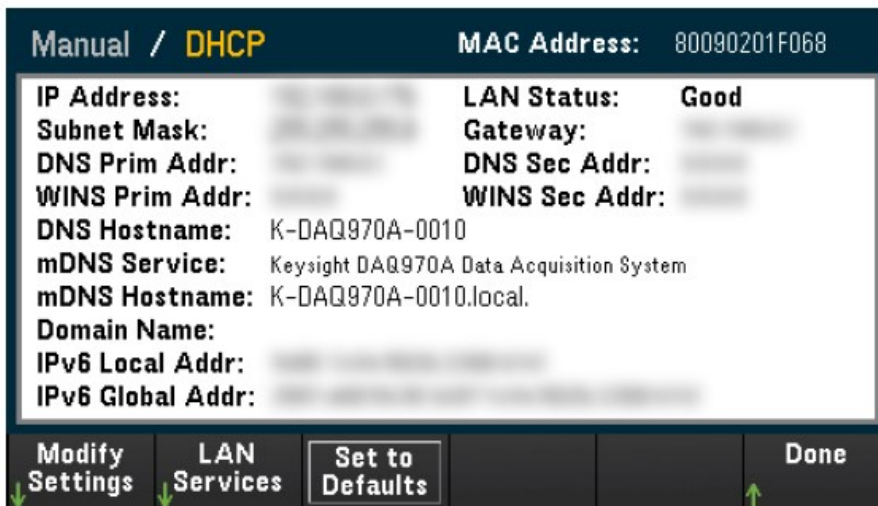 Manual / DHCP MAC Address: 80090201F068
IP Address: LAN Status: Good
Subnet Mask: Gateway:
DNS Prim Addr: DNS Sec Addr:
WINS Prim Addr: WINS Sec Addr:
DNS Hostname: K-DAQ970A-0010
mDNS Service: Keysight DAQ970A Data Acquisition System
mDNS Hostname: K-DAQ970A-0010.local.
Domain Name:
IPv6 Local Addr:
IPv6 Global Addr:
Modify Settings LAN Services Set to Defaults Done